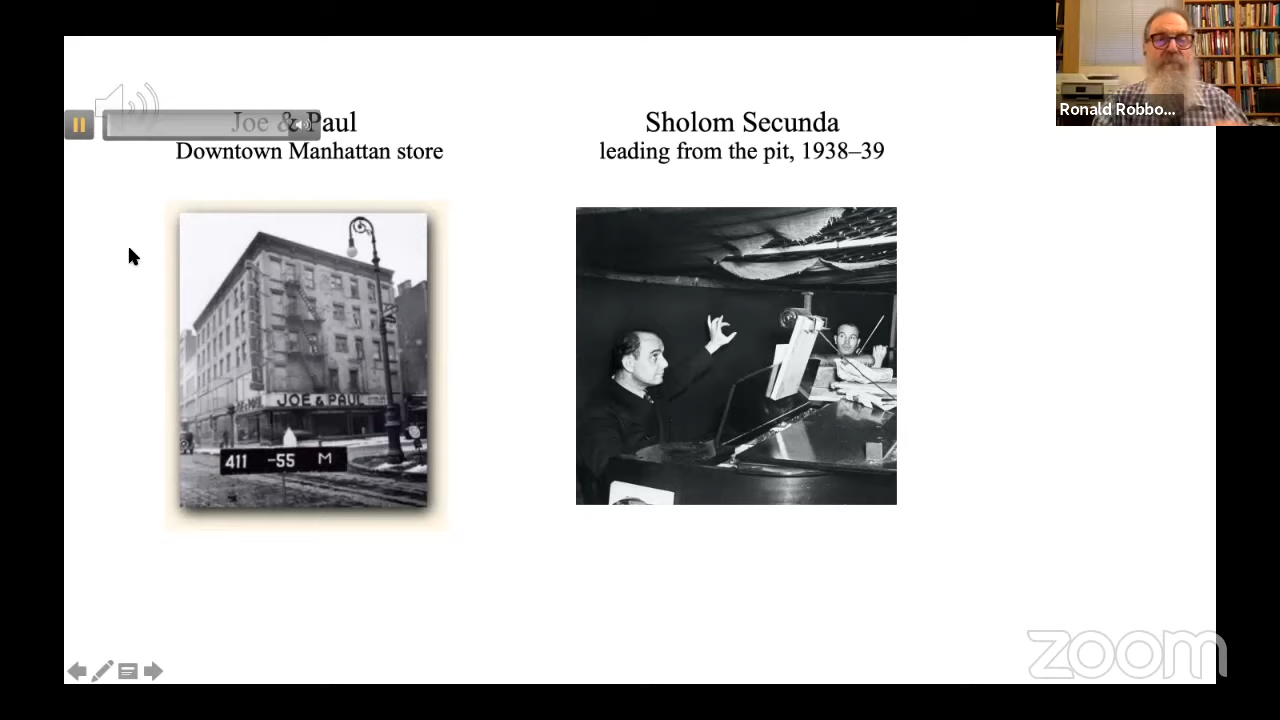 Joe & Paul
Downtown Manhattan store
Sholom Secunda
leading from the pit, 1938–39
Ronald Robbo...
JOE & PAUL
411 -55 M
zoom